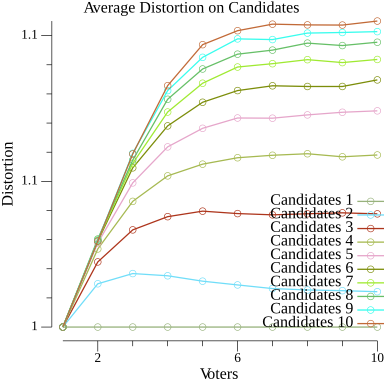 Average Distortion on Candidates
1.1
1.1
1
Distortion
Candidates 1
Candidates 2
Candidates 3
Candidates 4
Candidates 5
Candidates 6
Candidates 7
Candidates 8
Candidates 9
Candidates 10
2
6
10
Voters